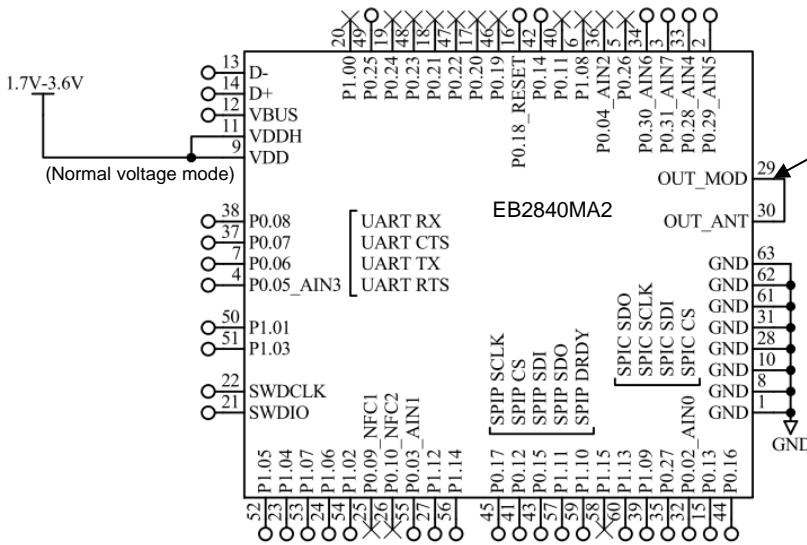 20 49 19 48 18 47 17 46 16 42 40 6 36 5 34 3 33 2
P1.00 P0.25 P0.24 P0.23 P0.21 P0.22 P0.20 P0.19 P0.18_RESET P0.14 P0.11 P1.08 P0.04_AIN2 P0.26 P0.30_AIN6 P0.31_AIN7 P0.28_AIN4 P0.29_AIN5
1.7V-3.6V
13 D-
14 D+
12 VBUS
11 VDDH
9 VDD
(Normal voltage mode)
EB2840MA2
OUT_MOD 29
OUT_ANT 30
38 P0.08 UART RX
37 P0.07 UART CTS
7 P0.06 UART TX
4 P0.05_AIN3 UART RTS
50 P1.01
51 P1.03
22 SWDCLK
21 SWDIO
GND 63
GND 62
GND 61
GND 31
GND 28
GND 10
GND 8
GND 1
GND
SPIP SCLK
SPIP CS
SPIP SDI
SPIP SDO
SPIP DRDY
SPIC SDO
SPIC SCLK
SPIC SDI
SPIC CS
P1.05 P1.04 P1.07 P1.06 P1.02 P0.09_NFC1 P0.10_NFC2 P0.03_AIN1 P1.12 P1.14 P0.17 P0.12 P0.15 P1.11 P1.10 P1.15 P1.13 P1.09 P0.27 P0.02_AIN0 P0.13 P0.16
52 23 53 24 54 25 26 55 27 56 45 41 43 57 59 58 60 39 35 32 15 44